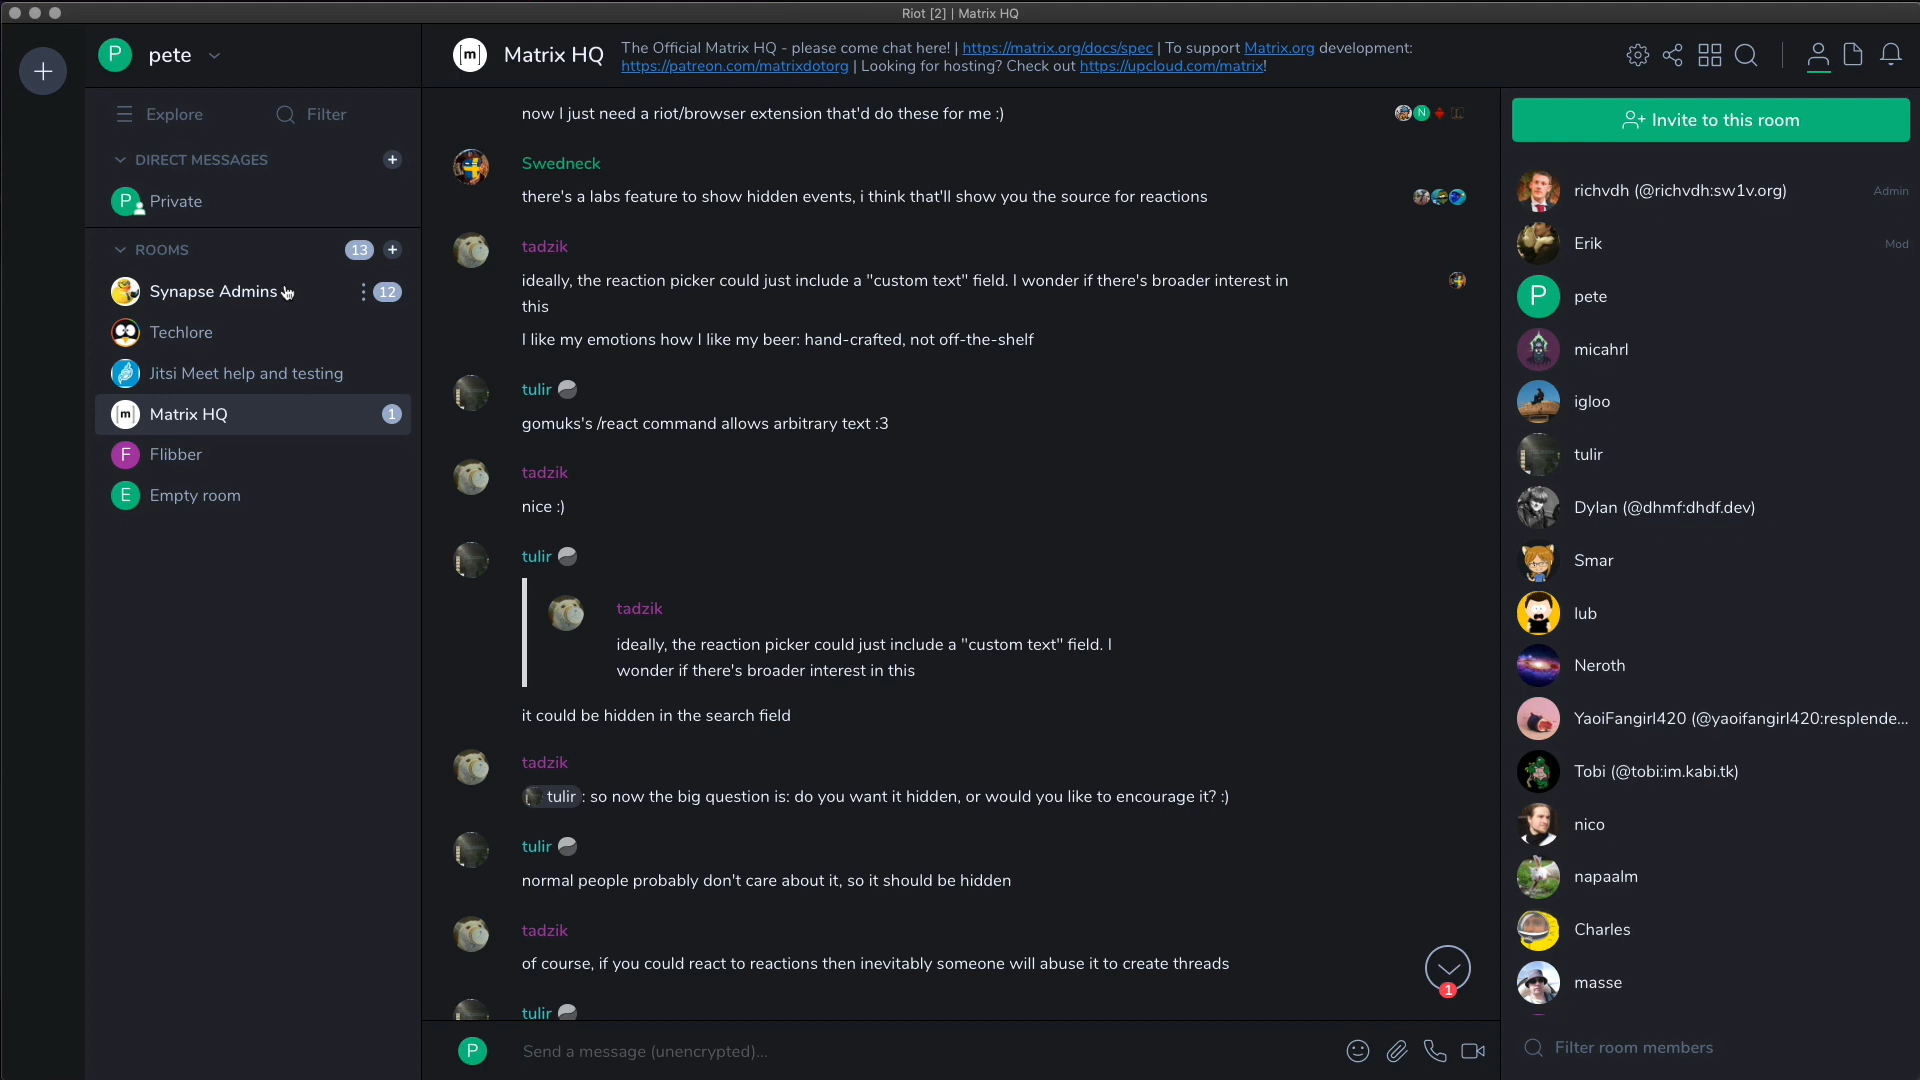 Riot [2] | Matrix HQ
P pete
Explore Filter
DIRECT MESSAGES
P Private
ROOMS 13
Synapse Admins 12
Techlore
Jitsi Meet help and testing
[m] Matrix HQ 1
F Flibber
E Empty room
[m] Matrix HQ
The Official Matrix HQ - please come chat here! | https://matrix.org/docs/spec | To support Matrix.org development:
https://patreon.com/matrixdotorg | Looking for hosting? Check out https://upcloud.com/matrix!
now I just need a riot/browser extension that'd do these for me :)
N
Swedneck
there's a labs feature to show hidden events, i think that'll show you the source for reactions
tadzik
ideally, the reaction picker could just include a "custom text" field. I wonder if there's broader interest in
this
I like my emotions how I like my beer: hand-crafted, not off-the-shelf
tulir
gomuks's /react command allows arbitrary text :3
tadzik
nice :)
tulir
tadzik
ideally, the reaction picker could just include a "custom text" field. I
wonder if there's broader interest in this
it could be hidden in the search field
tadzik
tulir : so now the big question is: do you want it hidden, or would you like to encourage it? :)
tulir
normal people probably don't care about it, so it should be hidden
tadzik
of course, if you could react to reactions then inevitably someone will abuse it to create threads
1
tulir
P Send a message (unencrypted)...
Invite to this room
richvdh (@richvdh:sw1v.org) Admin
Erik Mod
P pete
micahrl
igloo
tulir
Dylan (@dhmf:dhdf.dev)
Smar
lub
Neroth
YaoiFangirl420 (@yaoifangirl420:resplende...
Tobi (@tobi:im.kabi.tk)
nico
napaalm
Charles
masse
Filter room members